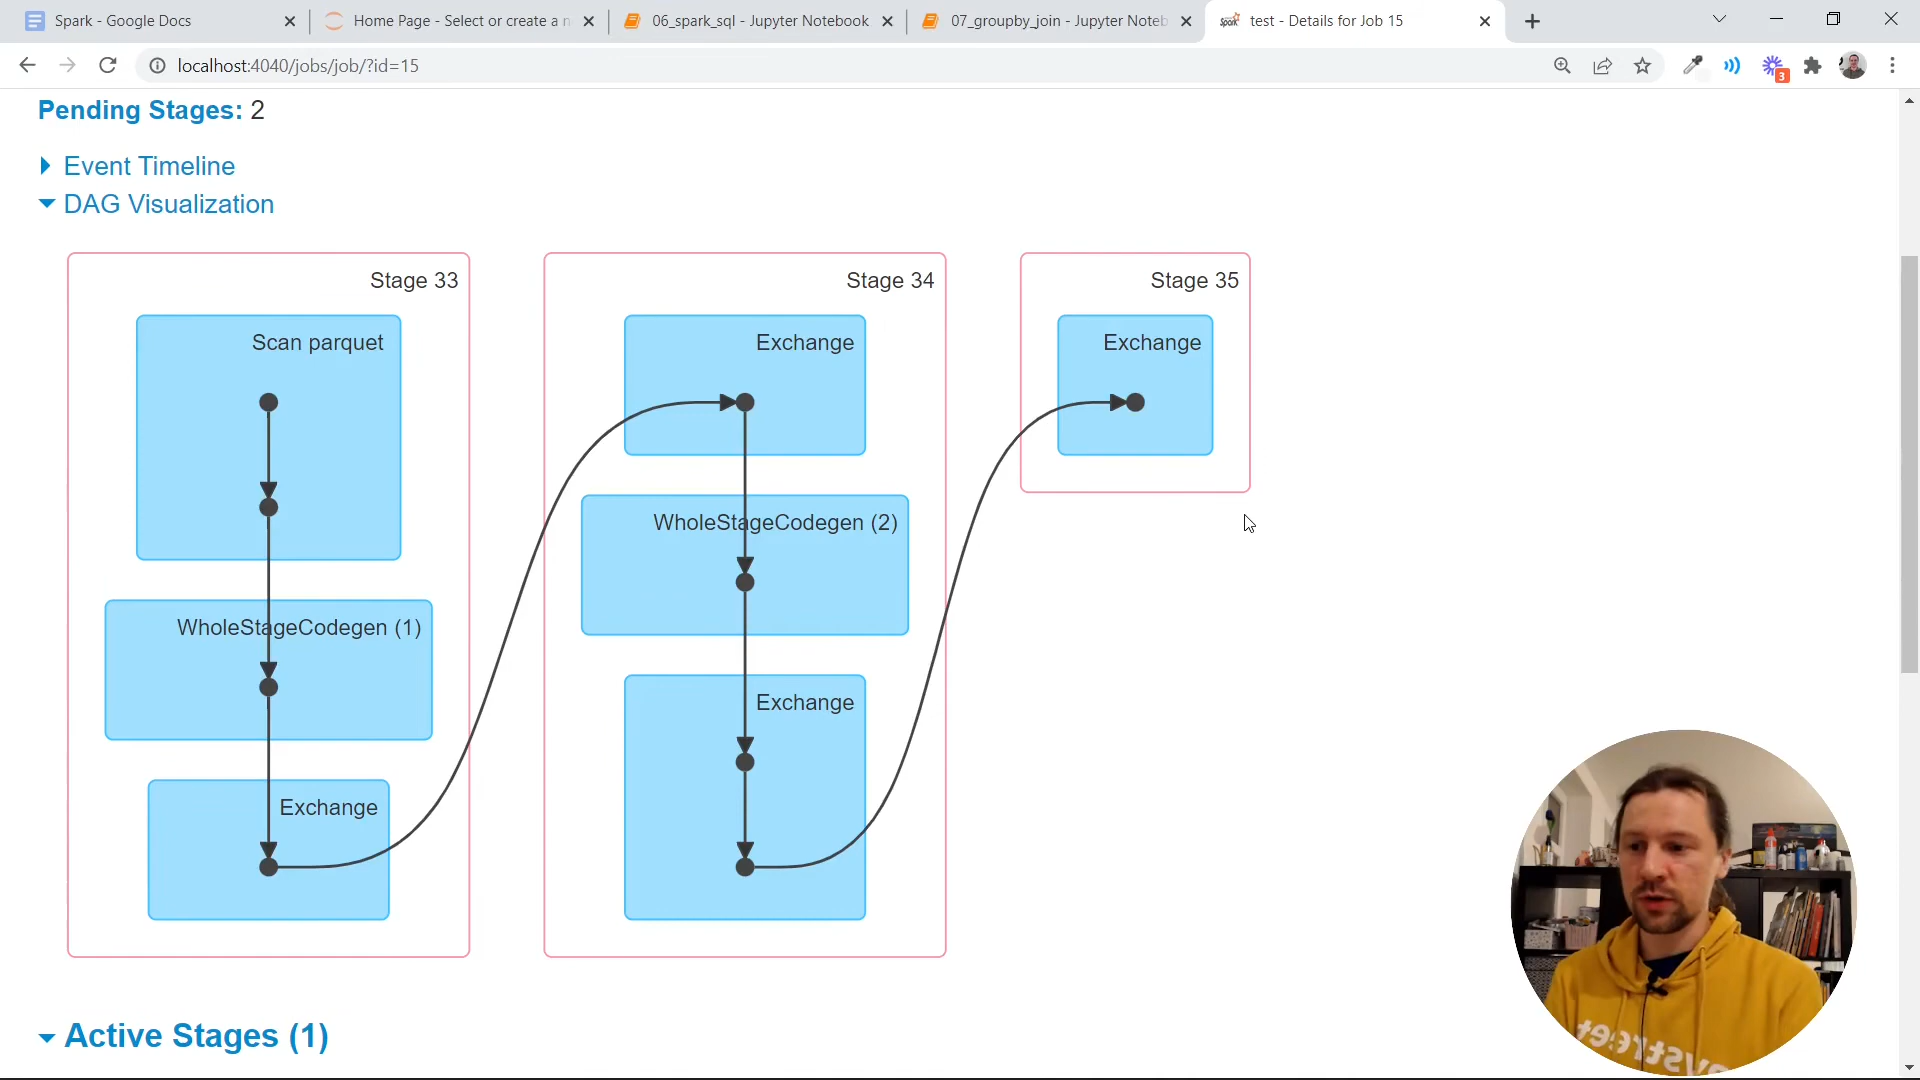 Spark - Google Docs
Home Page - Select or create a n
06_spark_sql - Jupyter Notebook
07_groupby_join - Jupyter Noteb
Spark
test - Details for Job 15
localhost:4040/jobs/job/?id=15
3
Pending Stages: 2
Event Timeline
DAG Visualization
Stage 33
Scan parquet
WholeStageCodegen (1)
Exchange
Stage 34
Exchange
WholeStageCodegen (2)
Exchange
Stage 35
Exchange
Active Stages (1)